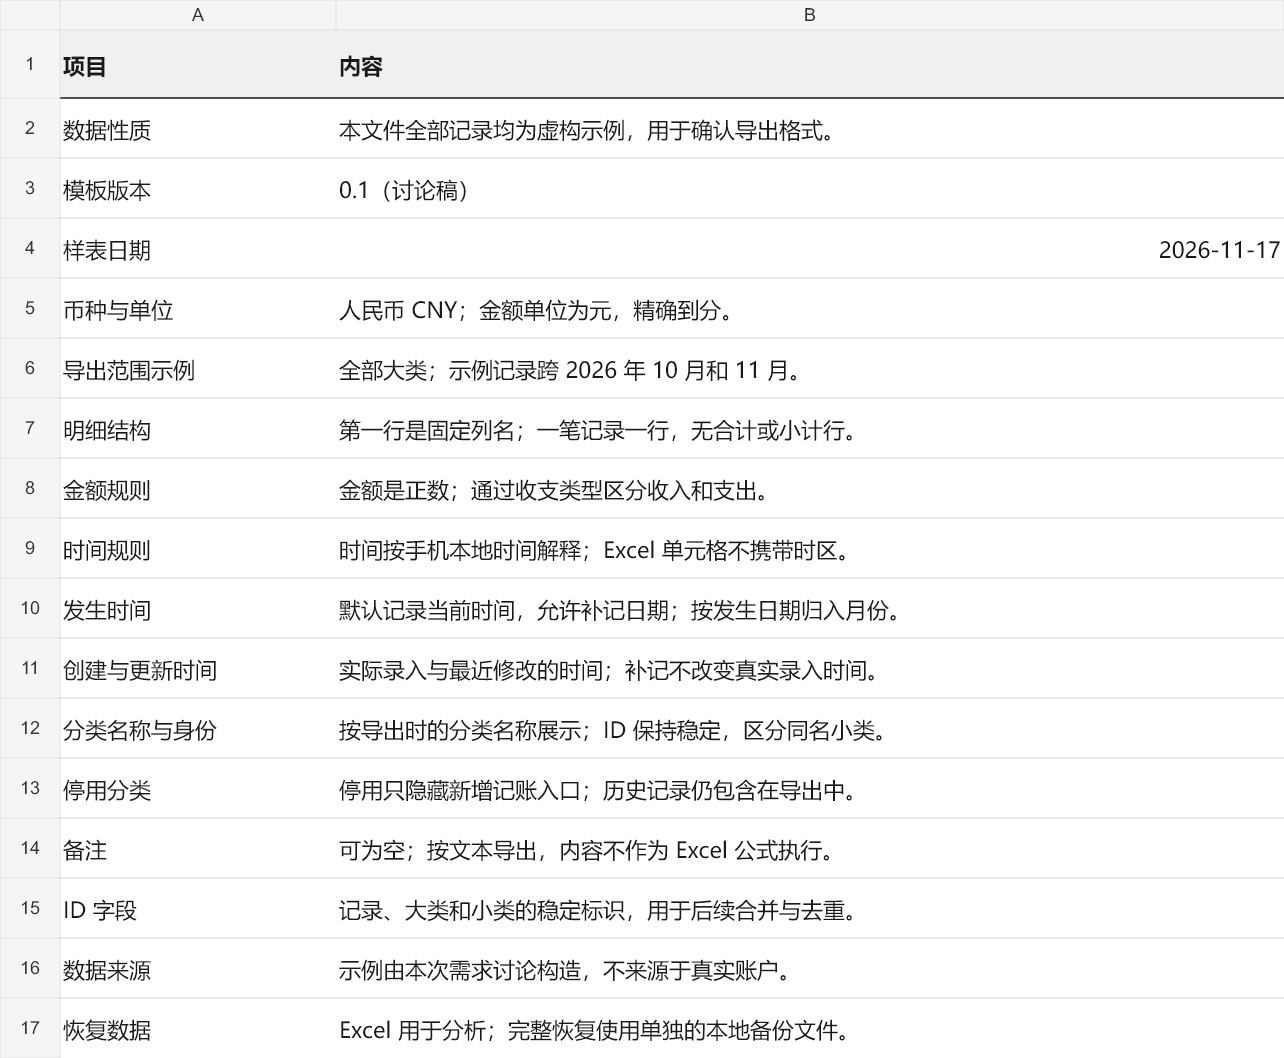 A B
1 项目 内容
2 数据性质 本文件全部记录均为虚构示例，用于确认导出格式。
3 模板版本 0.1（讨论稿）
4 样表日期 2026-11-17
5 币种与单位 人民币 CNY；金额单位为元，精确到分。
6 导出范围示例 全部大类；示例记录跨 2026 年 10 月和 11 月。
7 明细结构 第一行是固定列名；一笔记录一行，无合计或小计行。
8 金额规则 金额是正数；通过收支类型区分收入和支出。
9 时间规则 时间按手机本地时间解释；Excel 单元格不携带时区。
10 发生时间 默认记录当前时间，允许补记日期；按发生日期归入月份。
11 创建与更新时间 实际录入与最近修改的时间；补记不改变真实录入时间。
12 分类名称与身份 按导出时的分类名称展示；ID 保持稳定，区分同名小类。
13 停用分类 停用只隐藏新增记账入口；历史记录仍包含在导出中。
14 备注 可为空；按文本导出，内容不作为 Excel 公式执行。
15 ID 字段 记录、大类和小类的稳定标识，用于后续合并与去重。
16 数据来源 示例由本次需求讨论构造，不来源于真实账户。
17 恢复数据 Excel 用于分析；完整恢复使用单独的本地备份文件。